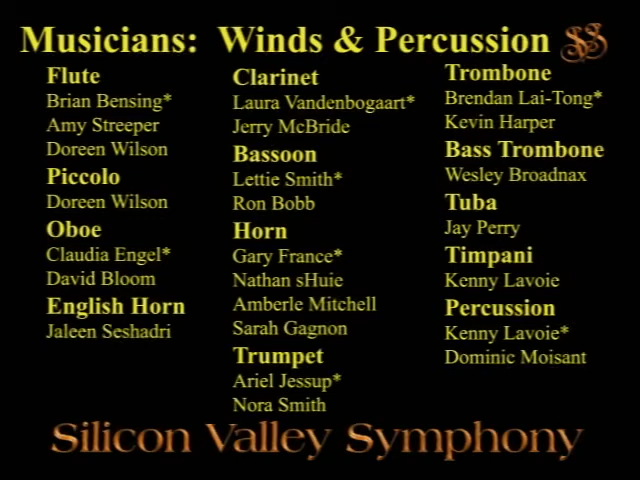 Musicians: Winds & Percussion SVS
Flute
Brian Bensing*
Amy Streeper
Doreen Wilson
Piccolo
Doreen Wilson
Oboe
Claudia Engel*
David Bloom
English Horn
Jaleen Seshadri
Clarinet
Laura Vandenbogaart*
Jerry McBride
Bassoon
Lettie Smith*
Ron Bobb
Horn
Gary France*
Nathan sHuie
Amberle Mitchell
Sarah Gagnon
Trumpet
Ariel Jessup*
Nora Smith
Trombone
Brendan Lai-Tong*
Kevin Harper
Bass Trombone
Wesley Broadnax
Tuba
Jay Perry
Timpani
Kenny Lavoie
Percussion
Kenny Lavoie*
Dominic Moisant
Silicon Valley Symphony